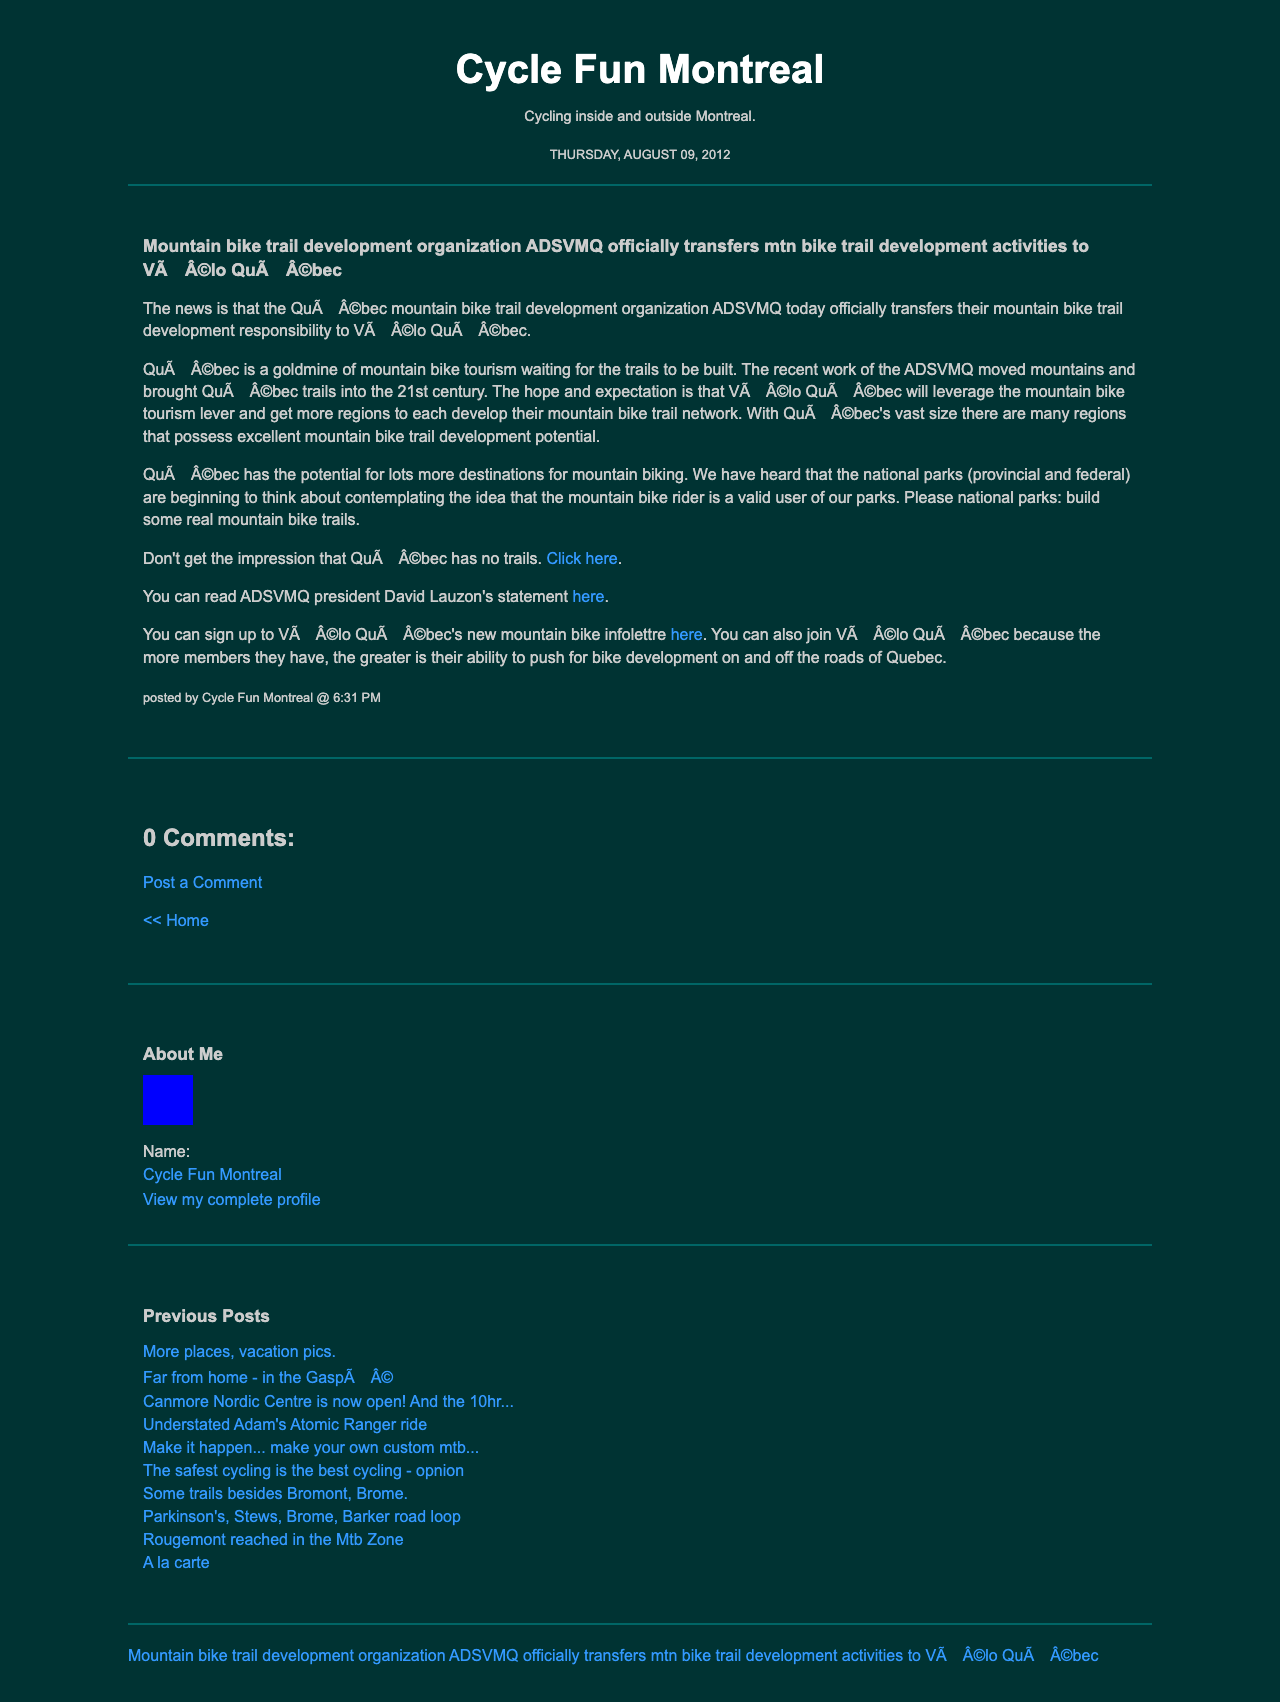 Cycle Fun Montreal
Cycling inside and outside Montreal.
THURSDAY, AUGUST 09, 2012
Mountain bike trail development organization ADSVMQ officially transfers mtn bike trail development activities to
VÃ Â©lo QuÃ Â©bec
The news is that the QuÃ Â©bec mountain bike trail development organization ADSVMQ today officially transfers their mountain bike trail
development responsibility to VÃ Â©lo QuÃ Â©bec.
QuÃ Â©bec is a goldmine of mountain bike tourism waiting for the trails to be built. The recent work of the ADSVMQ moved mountains and
brought QuÃ Â©bec trails into the 21st century. The hope and expectation is that VÃ Â©lo QuÃ Â©bec will leverage the mountain bike
tourism lever and get more regions to each develop their mountain bike trail network. With QuÃ Â©bec's vast size there are many regions
that possess excellent mountain bike trail development potential.
QuÃ Â©bec has the potential for lots more destinations for mountain biking. We have heard that the national parks (provincial and federal)
are beginning to think about contemplating the idea that the mountain bike rider is a valid user of our parks. Please national parks: build
some real mountain bike trails.
Don't get the impression that QuÃ Â©bec has no trails. Click here.
You can read ADSVMQ president David Lauzon's statement here.
You can sign up to VÃ Â©lo QuÃ Â©bec's new mountain bike infolettre here. You can also join VÃ Â©lo QuÃ Â©bec because the
more members they have, the greater is their ability to push for bike development on and off the roads of Quebec.
posted by Cycle Fun Montreal @ 6:31 PM
0 Comments:
Post a Comment
<< Home
About Me
Name:
Cycle Fun Montreal
View my complete profile
Previous Posts
More places, vacation pics.
Far from home - in the GaspÃ Â©
Canmore Nordic Centre is now open! And the 10hr...
Understated Adam's Atomic Ranger ride
Make it happen... make your own custom mtb...
The safest cycling is the best cycling - opnion
Some trails besides Bromont, Brome.
Parkinson's, Stews, Brome, Barker road loop
Rougemont reached in the Mtb Zone
A la carte
Mountain bike trail development organization ADSVMQ officially transfers mtn bike trail development activities to VÃ Â©lo QuÃ Â©bec